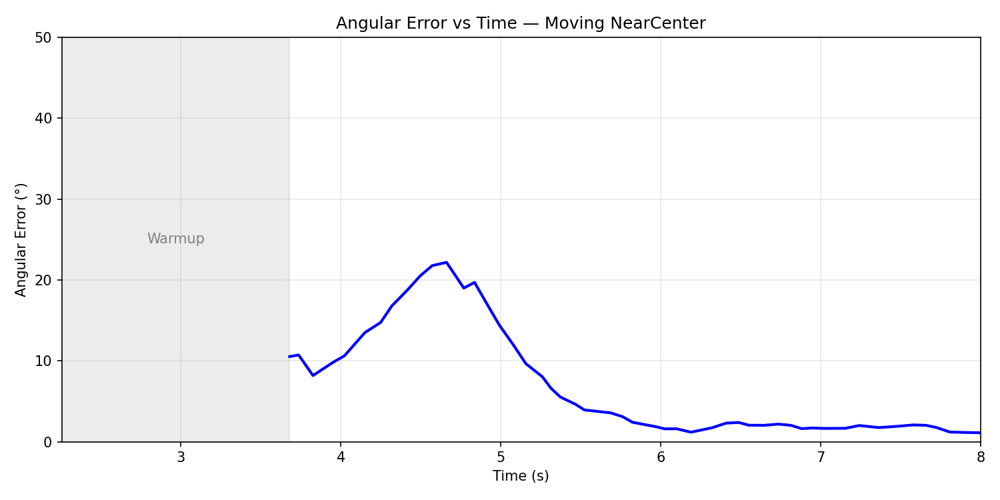 Angular Error vs Time — Moving NearCenter
50
40
30
20
10
0
Angular Error (°)
Warmup
3 4 5 6 7 8
Time (s)